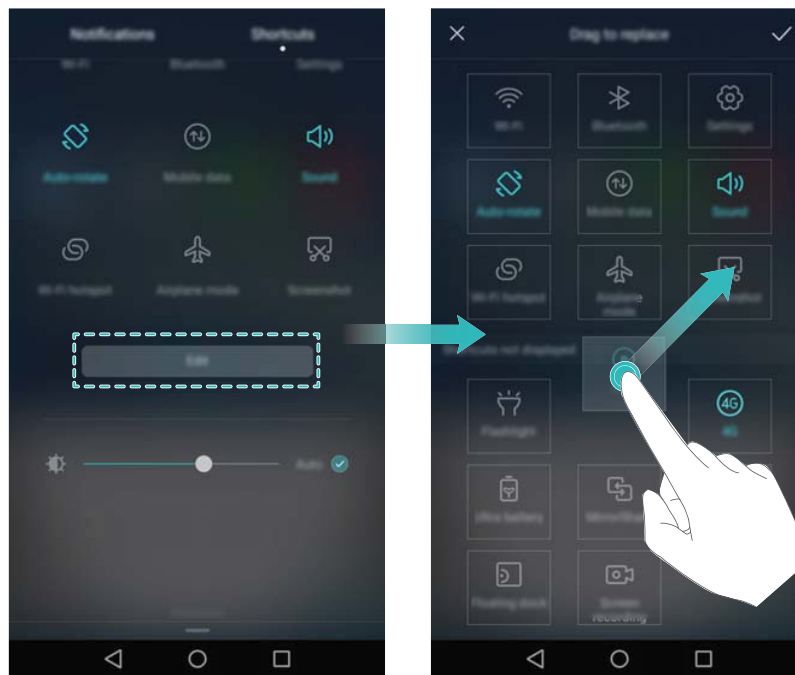 Notifications
Shortcuts
Wi-Fi
Bluetooth
Settings
Auto-rotate
Mobile data
Sound
Wi-Fi hotspot
Airplane mode
Screenshot
Edit
Auto
Drag to replace
Wi-Fi
Bluetooth
Settings
Auto-rotate
Mobile data
Sound
Wi-Fi hotspot
Airplane
mode
Shortcuts not displayed
Flashlight
4G
4G
Ultra battery
Floating dock
Screen
recording